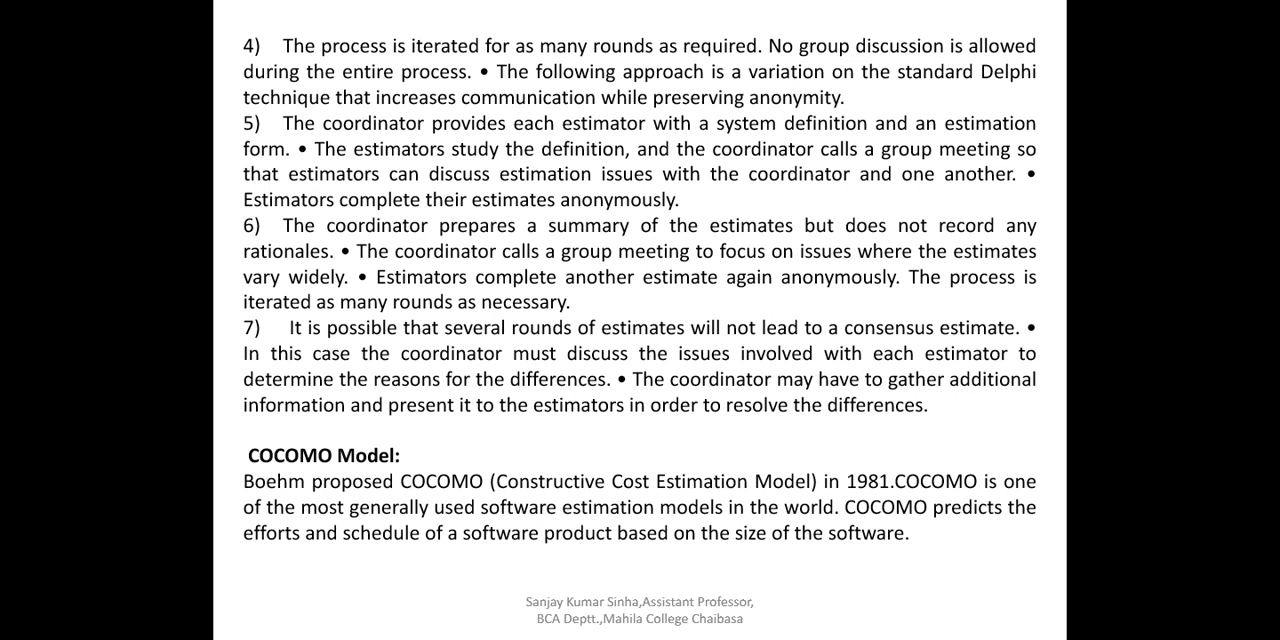 4) The process is iterated for as many rounds as required. No group discussion is allowed
during the entire process. • The following approach is a variation on the standard Delphi
technique that increases communication while preserving anonymity.
5) The coordinator provides each estimator with a system definition and an estimation
form. • The estimators study the definition, and the coordinator calls a group meeting so
that estimators can discuss estimation issues with the coordinator and one another. •
Estimators complete their estimates anonymously.
6) The coordinator prepares a summary of the estimates but does not record any
rationales. • The coordinator calls a group meeting to focus on issues where the estimates
vary widely. • Estimators complete another estimate again anonymously. The process is
iterated as many rounds as necessary.
7) It is possible that several rounds of estimates will not lead to a consensus estimate. •
In this case the coordinator must discuss the issues involved with each estimator to
determine the reasons for the differences. • The coordinator may have to gather additional
information and present it to the estimators in order to resolve the differences.
COCOMO Model:
Boehm proposed COCOMO (Constructive Cost Estimation Model) in 1981.COCOMO is one
of the most generally used software estimation models in the world. COCOMO predicts the
efforts and schedule of a software product based on the size of the software.
Sanjay Kumar Sinha,Assistant Professor,
BCA Deptt.,Mahila College Chaibasa